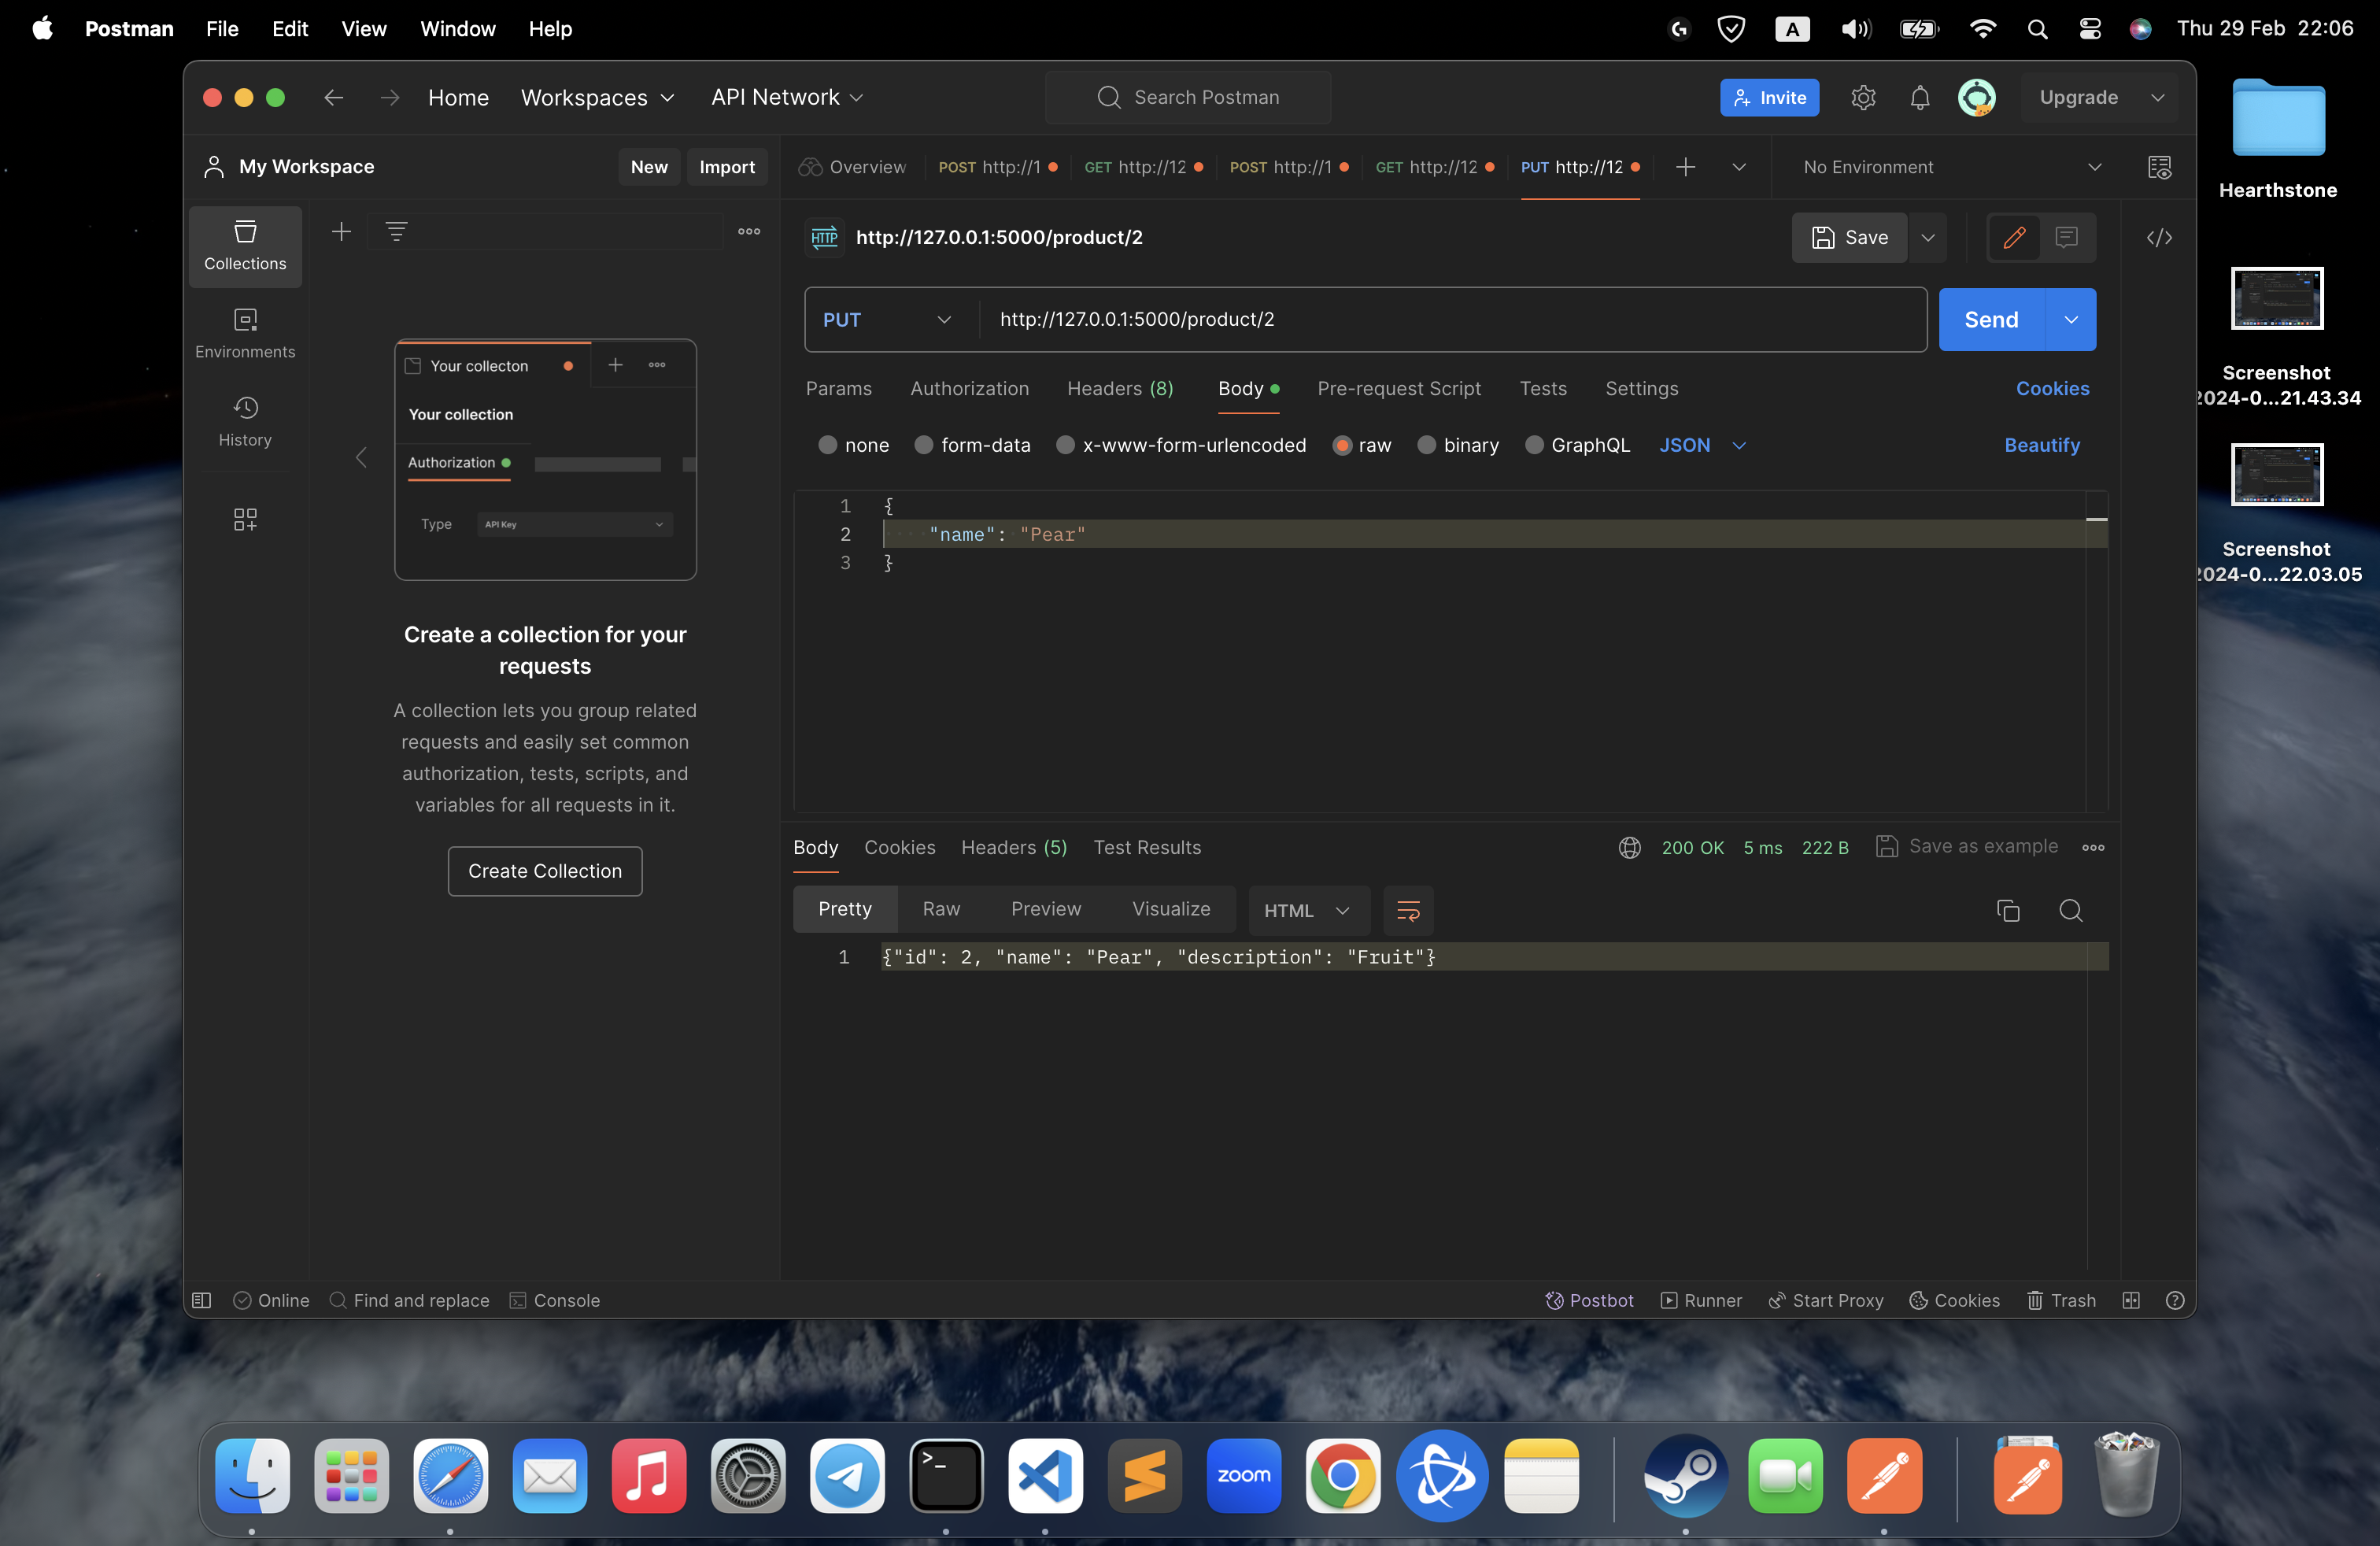 Postman File Edit View Window Help
A
Thu 29 Feb 22:06
Home Workspaces API Network
Search Postman
Invite
Upgrade
My Workspace
New Import
Overview
POST http://1
GET http://12
POST http://1
GET http://12
PUT http://12
No Environment
Collections
Environments
History
Your collecton
Your collection
Authorization
Type API Key
Create a collection for your
requests
A collection lets you group related
requests and easily set common
authorization, tests, scripts, and
variables for all requests in it.
Create Collection
HTTP http://127.0.0.1:5000/product/2
Save
PUT http://127.0.0.1:5000/product/2
Send
Params Authorization Headers (8) Body Pre-request Script Tests Settings Cookies
none form-data x-www-form-urlencoded raw binary GraphQL JSON Beautify
1 {
2 "name": "Pear"
3 }
Body Cookies Headers (5) Test Results
200 OK 5 ms 222 B Save as example
Pretty Raw Preview Visualize HTML
1 {"id": 2, "name": "Pear", "description": "Fruit"}
Online Find and replace Console
Postbot Runner Start Proxy Cookies Trash
Hearthstone
Screenshot
2024-0...21.43.34
Screenshot
2024-0...22.03.05
zoom